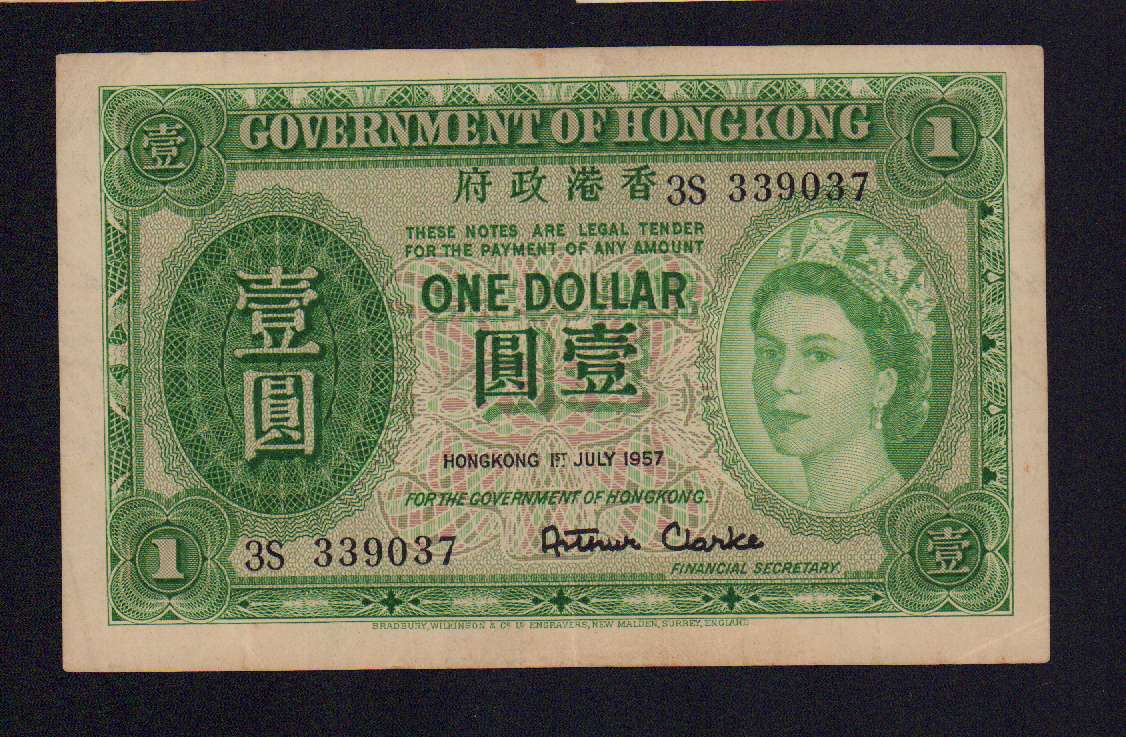 壹
GOVERNMENT OF HONGKONG
1
府政港香
3S 339037
THESE NOTES ARE LEGAL TENDER
FOR THE PAYMENT OF ANY AMOUNT
ONE DOLLAR
圓壹
壹
圓
HONGKONG 1ST JULY 1957
FOR THE GOVERNMENT OF HONGKONG.
Arthur Clarke
FINANCIAL SECRETARY.
1
3S 339037
壹
BRADBURY, WILKINSON & Co. Ld. ENGRAVERS, NEW MALDEN, SURREY, ENGLAND